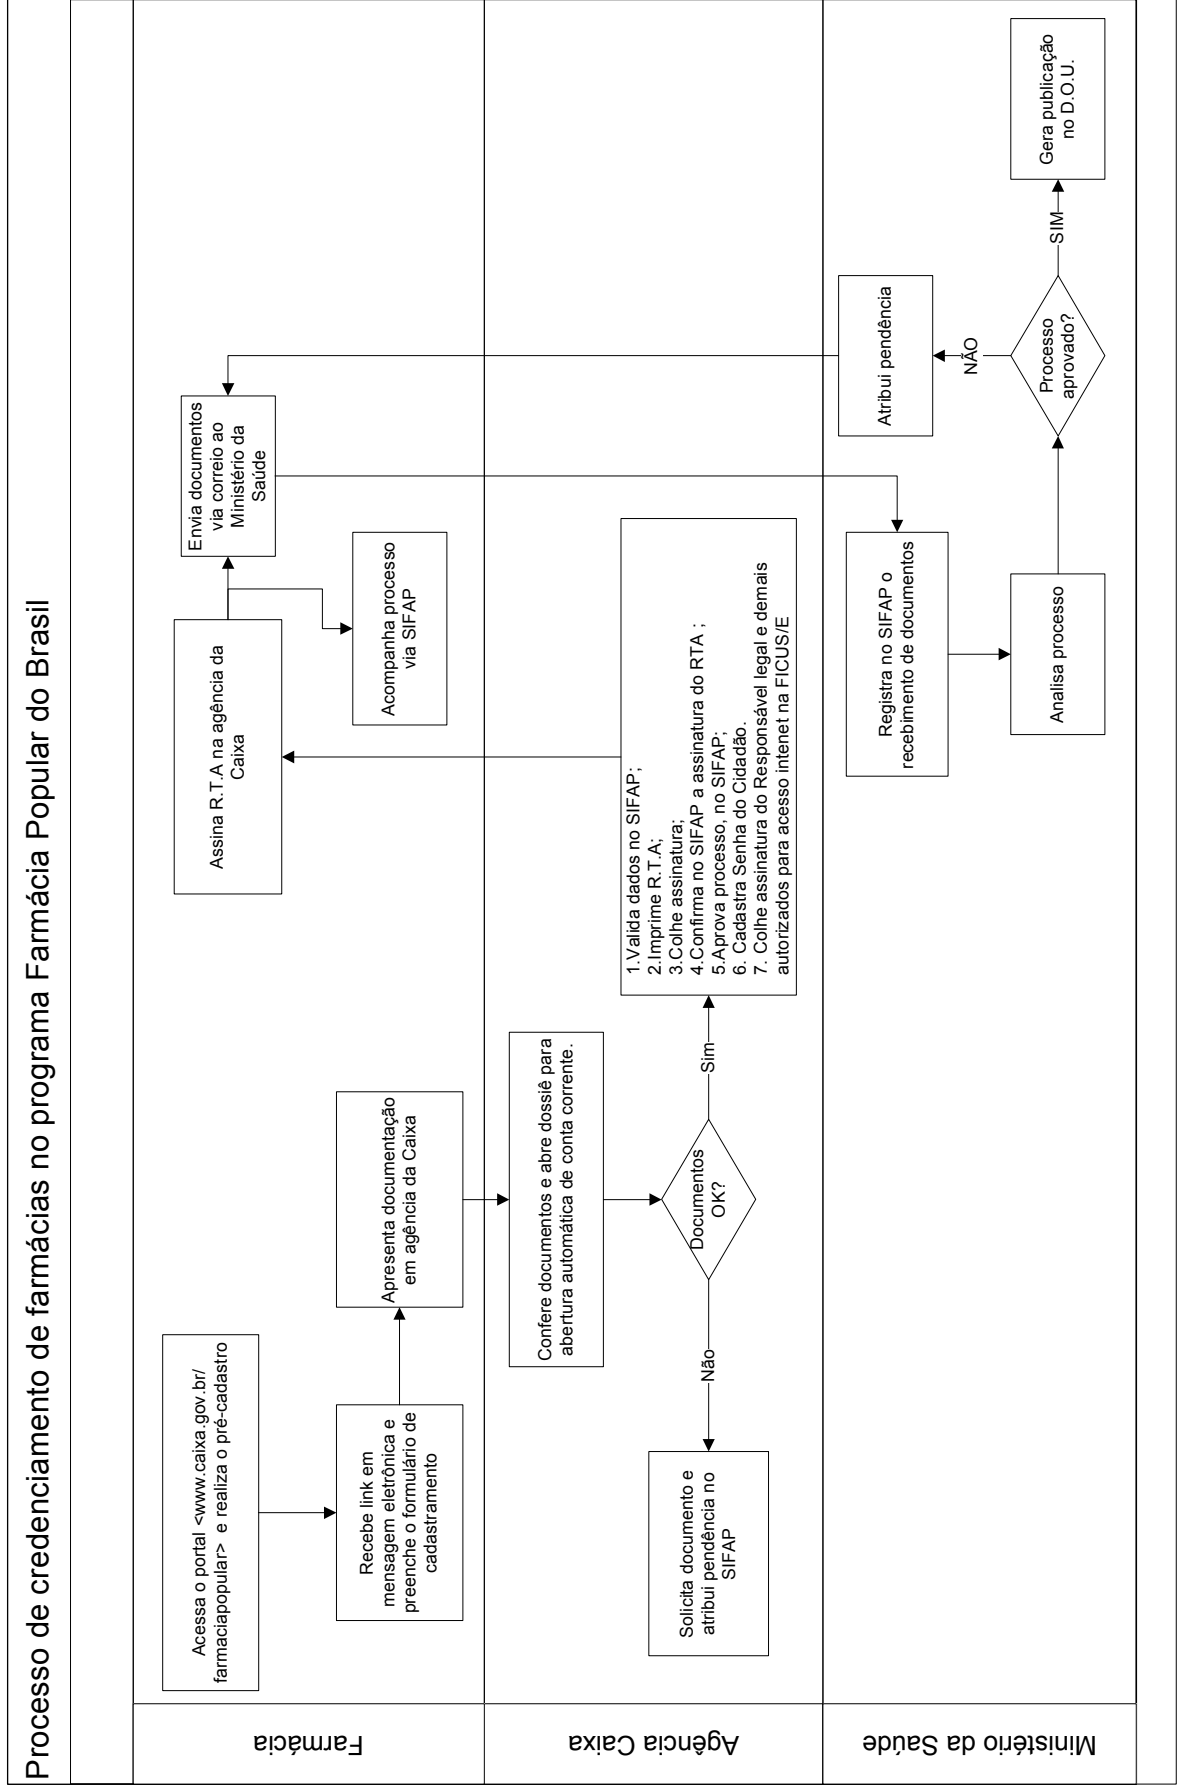 Processo de credenciamento de farmácias no programa Farmácia Popular do Brasil
Farmácia
Acessa o portal <www.caixa.gov.br/
farmaciapopular> e realiza o pré-cadastro
Recebe link em
mensagem eletrônica e
preenche o formulário de
cadastramento
Apresenta documentação
em agência da Caixa
Assina R.T.A na agência da
Caixa
Acompanha processo
via SIFAP
Envia documentos
via correio ao
Ministério da
Saúde
Agência Caixa
Confere documentos e abre dossiê para
abertura automática de conta corrente.
Documentos
OK?
Não
Sim
Solicita documento e
atribui pendência no
SIFAP
1.Valida dados no SIFAP;
2.Imprime R.T.A;
3.Colhe assinatura;
4.Confirma no SIFAP a assinatura do RTA ;
5.Aprova processo, no SIFAP;
6. Cadastra Senha do Cidadão.
7. Colhe assinatura do Responsável legal e demais
autorizados para acesso intenet na FICUS/E
Ministério da Saúde
Registra no SIFAP o
recebimento de documentos
Analisa processo
Processo
aprovado?
NÃO
SIM
Atribui pendência
Gera publicação
no D.O.U.